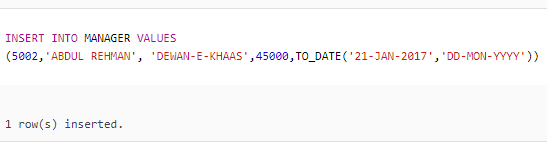 INSERT INTO MANAGER VALUES
(5002,'ABDUL REHMAN', 'DEWAN-E-KHAAS',45000,TO_DATE('21-JAN-2017','DD-MON-YYYY'))
1 row(s) inserted.